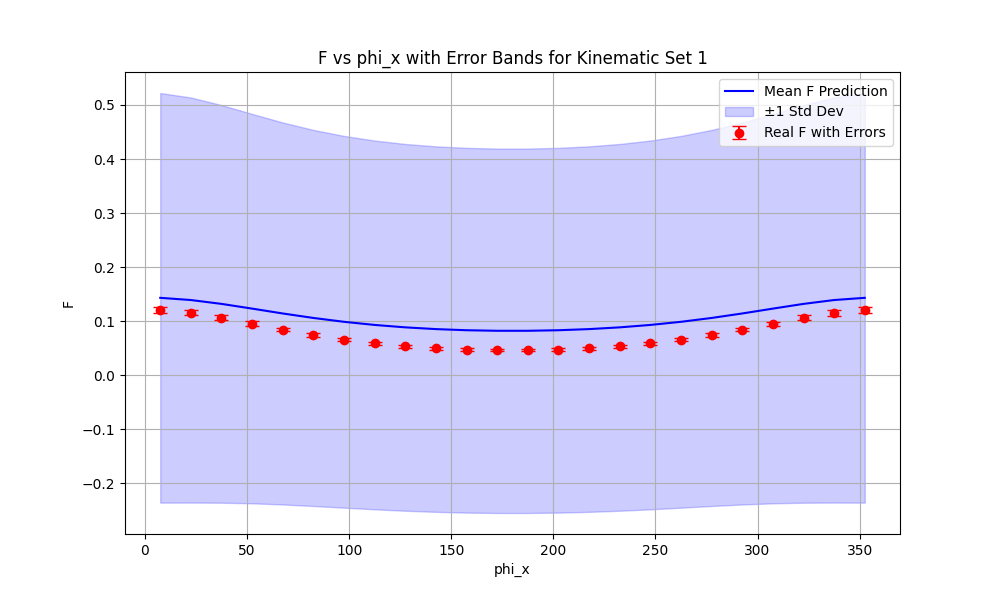 F vs phi_x with Error Bands for Kinematic Set 1
Mean F Prediction
±1 Std Dev
Real F with Errors
F
0.5
0.4
0.3
0.2
0.1
0.0
−0.1
−0.2
0 50 100 150 200 250 300 350
phi_x